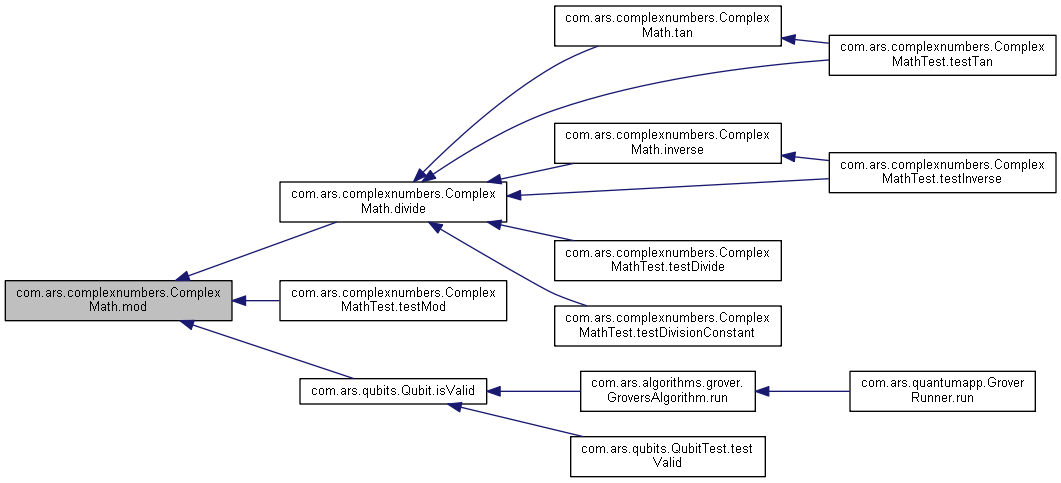 com.ars.complexnumbers.Complex
Math.tan
com.ars.complexnumbers.Complex
MathTest.testTan
com.ars.complexnumbers.Complex
Math.inverse
com.ars.complexnumbers.Complex
MathTest.testInverse
com.ars.complexnumbers.Complex
Math.divide
com.ars.complexnumbers.Complex
MathTest.testDivide
com.ars.complexnumbers.Complex
Math.mod
com.ars.complexnumbers.Complex
MathTest.testMod
com.ars.complexnumbers.Complex
MathTest.testDivisionConstant
com.ars.qubits.Qubit.isValid
com.ars.algorithms.grover.
GroversAlgorithm.run
com.ars.quantumapp.Grover
Runner.run
com.ars.qubits.QubitTest.test
Valid